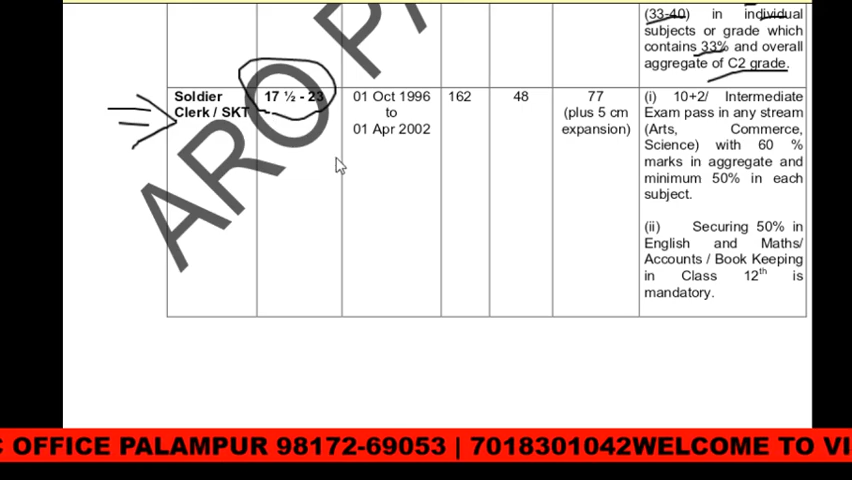 (33-40) in individual
subjects or grade which
contains 33% and overall
aggregate of C2 grade.
Soldier
Clerk / SKT
17 ½ - 23
01 Oct 1996
to
01 Apr 2002
162
48
77
(plus 5 cm
expansion)
(i) 10+2/ Intermediate
Exam pass in any stream
(Arts, Commerce,
Science) with 60 %
marks in aggregate and
minimum 50% in each
subject.
(ii) Securing 50% in
English and Maths/
Accounts / Book Keeping
in Class 12th is
mandatory.
ARO PA
C OFFICE PALAMPUR 98172-69053 | 7018301042WELCOME TO VI